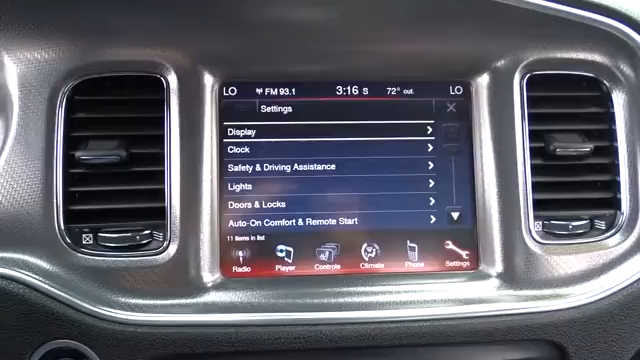 LO FM 93.1 3:16 S 72° out. LO
Settings
Display
Clock
Safety & Driving Assistance
Lights
Doors & Locks
Auto-On Comfort & Remote Start
11 items in list
Radio Player Controls Climate Phone Settings